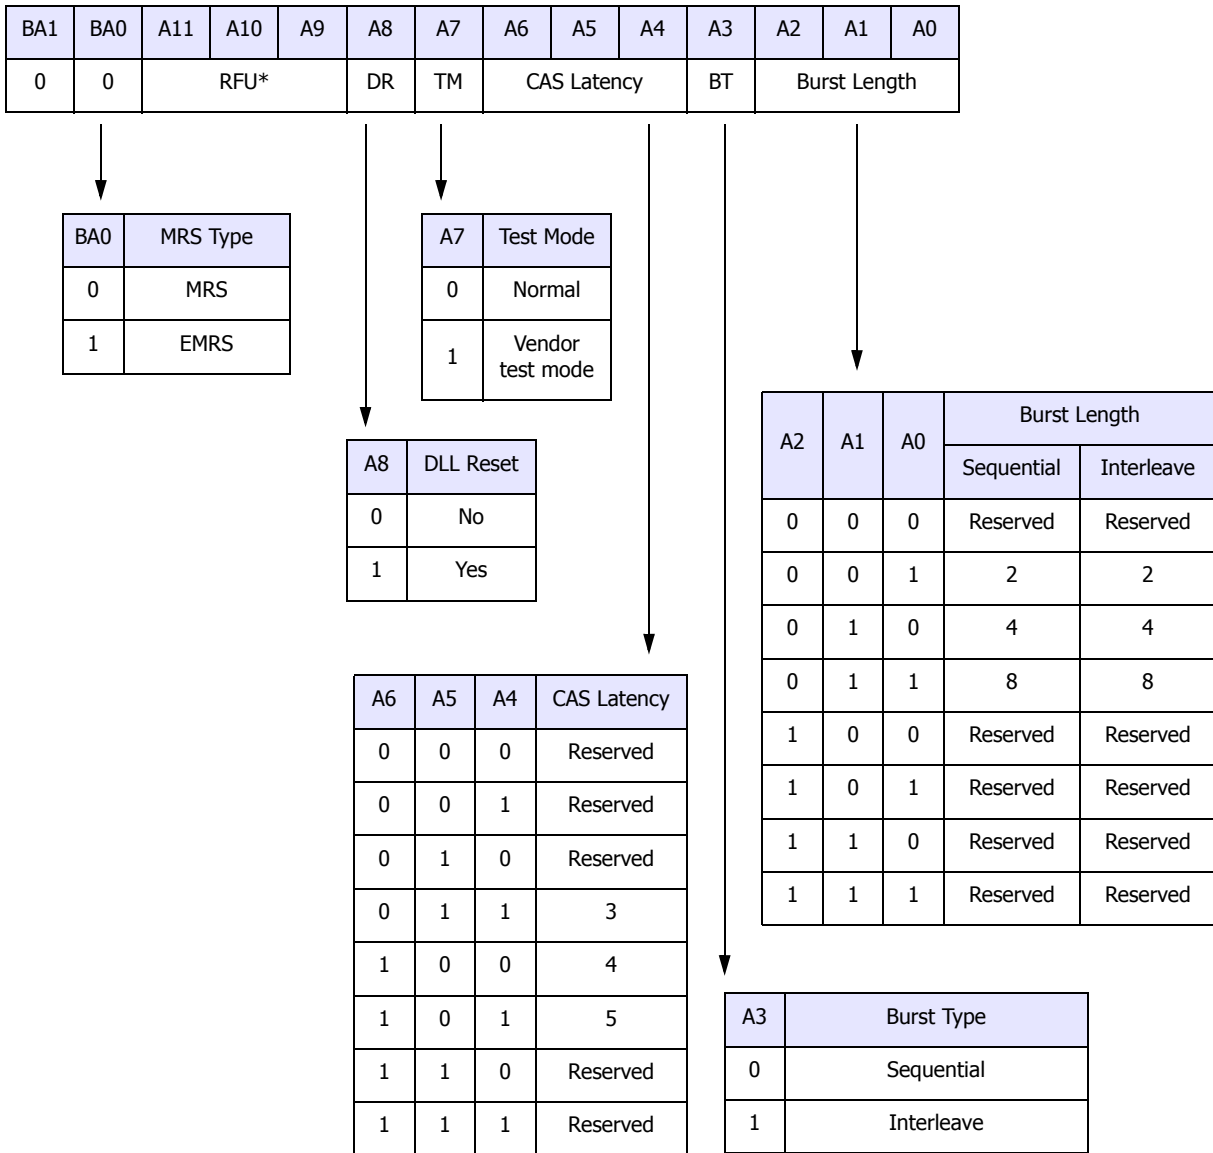 BA1 BA0 A11 A10 A9 A8 A7 A6 A5 A4 A3 A2 A1 A0
0 0 RFU* DR TM CAS Latency BT Burst Length
BA0 MRS Type
0 MRS
1 EMRS
A7 Test Mode
0 Normal
1 Vendor
test mode
A8 DLL Reset
0 No
1 Yes
A2 A1 A0 Burst Length
Sequential Interleave
0 0 0 Reserved Reserved
0 0 1 2 2
0 1 0 4 4
0 1 1 8 8
1 0 0 Reserved Reserved
1 0 1 Reserved Reserved
1 1 0 Reserved Reserved
1 1 1 Reserved Reserved
A6 A5 A4 CAS Latency
0 0 0 Reserved
0 0 1 Reserved
0 1 0 Reserved
0 1 1 3
1 0 0 4
1 0 1 5
1 1 0 Reserved
1 1 1 Reserved
A3 Burst Type
0 Sequential
1 Interleave